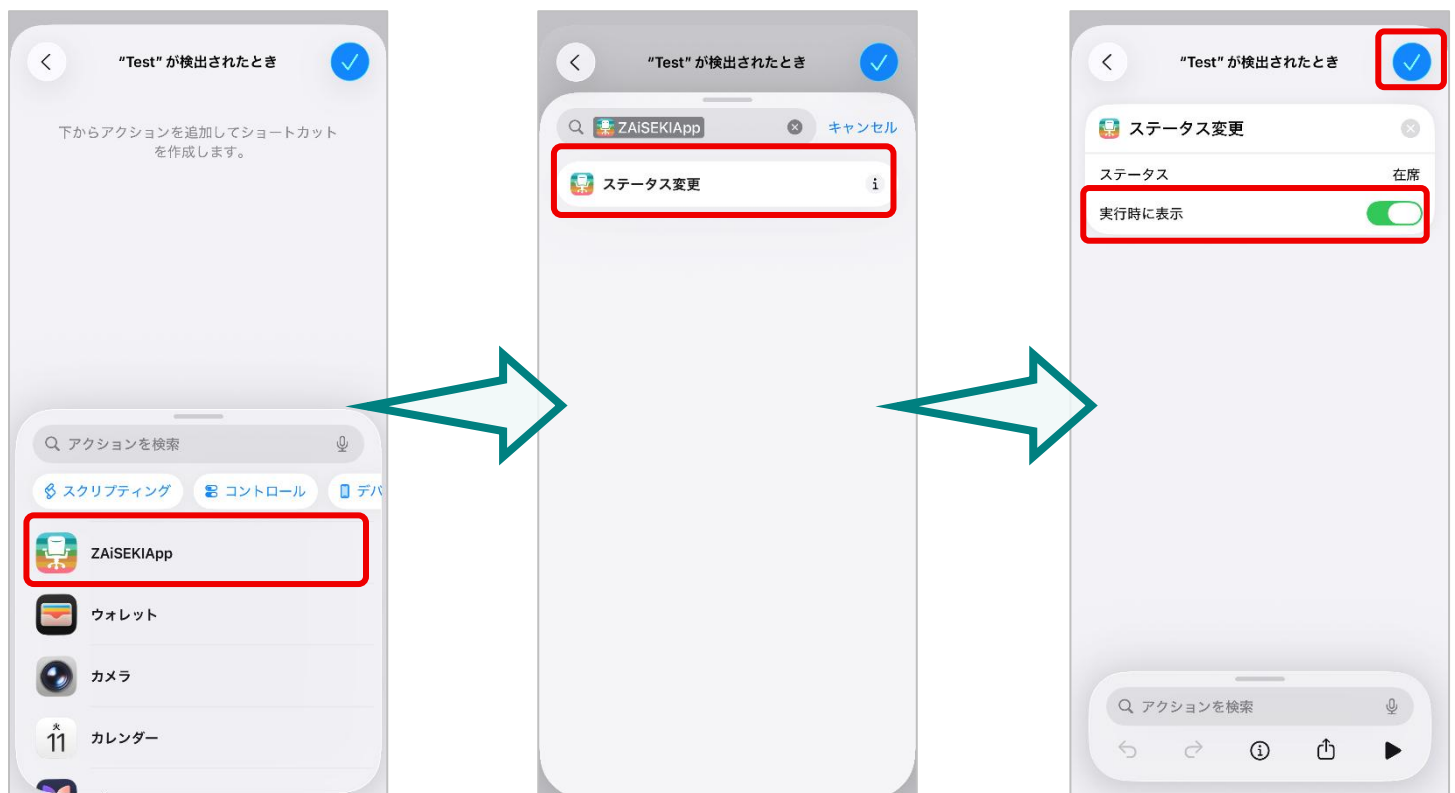 “Test” が検出されたとき
下からアクションを追加してショートカット
を作成します。
アクションを検索
スクリプティング
コントロール
デバ
ZAiSEKIApp
ウォレット
カメラ
火
11
カレンダー
“Test” が検出されたとき
ZAiSEKIApp
キャンセル
ステータス変更
“Test” が検出されたとき
ステータス変更
ステータス
在席
実行時に表示
アクションを検索